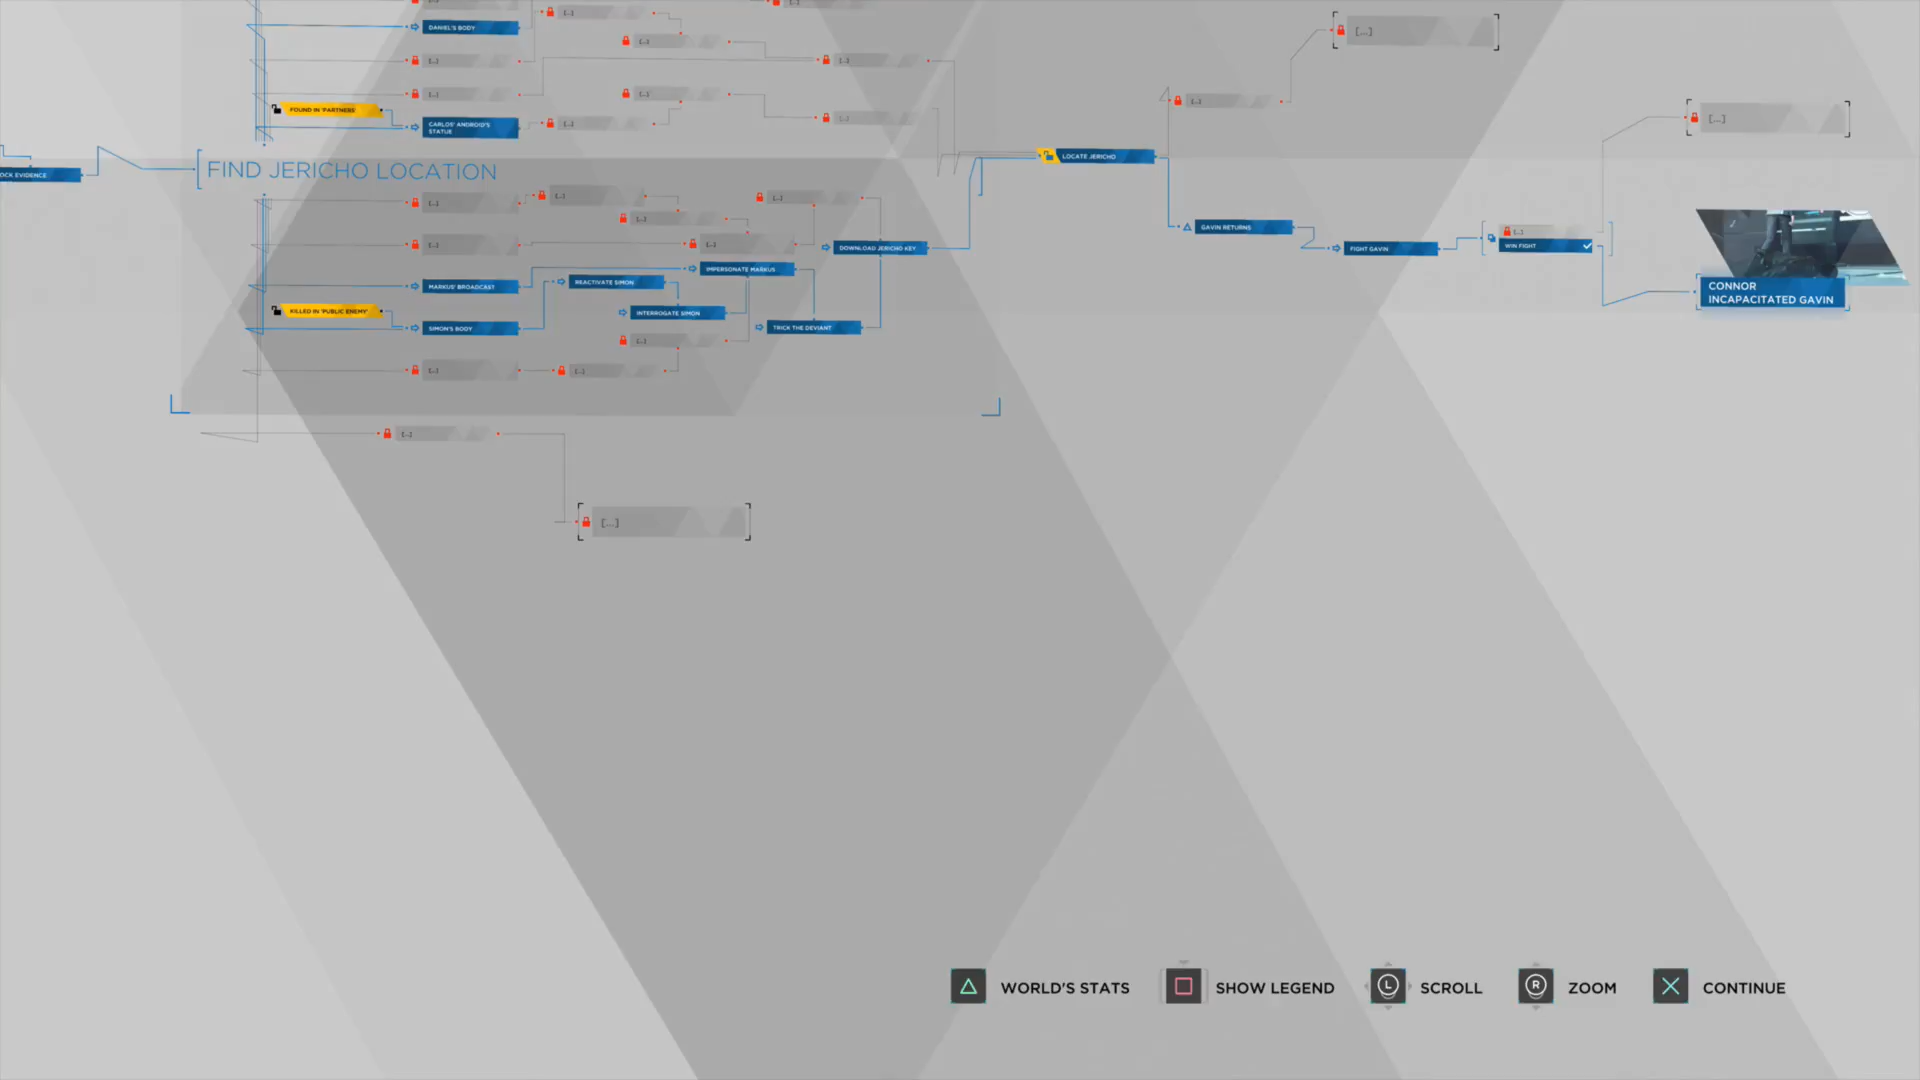 [...]
DANIEL'S BODY
[...]
[...]
[...]
[...]
[...]
[...]
[...]
[...]
[...]
[...]
[...]
FOUND IN 'PARTNERS'
CARLOS' ANDROID'S
STATUE
[...]
[...]
LOCATE JERICHO
FIND JERICHO LOCATION
OCK EVIDENCE
[...]
[...]
[...]
[...]
GAVIN RETURNS
[...]
WIN FIGHT
[...]
[...]
DOWNLOAD JERICHO KEY
FIGHT GAVIN
IMPERSONATE MARKUS
MARKUS' BROADCAST
REACTIVATE SIMON
CONNOR
INCAPACITATED GAVIN
KILLED IN 'PUBLIC ENEMY'
INTERROGATE SIMON
SIMON'S BODY
TRICK THE DEVIANT
[...]
[...]
[...]
[...]
[...]
WORLD'S STATS
SHOW LEGEND
L
SCROLL
R
ZOOM
CONTINUE